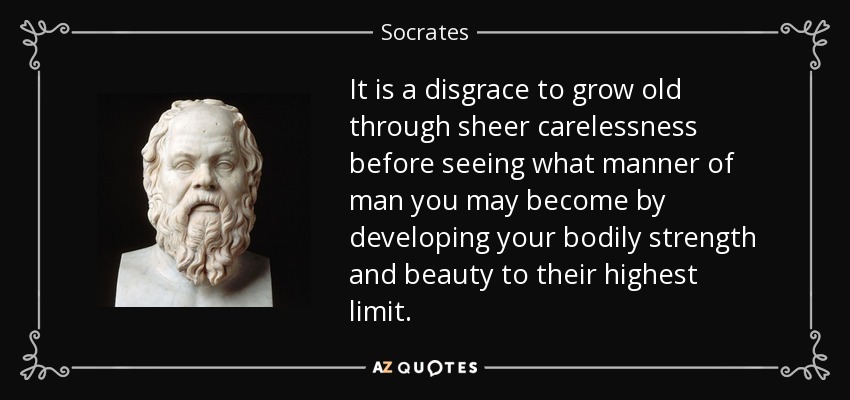 Socrates
It is a disgrace to grow old
through sheer carelessness
before seeing what manner of
man you may become by
developing your bodily strength
and beauty to their highest
limit.
AZ QUOTES